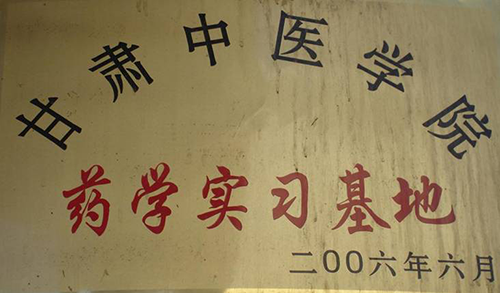 甘肃中医学院
药学实习基地
二00六年六月